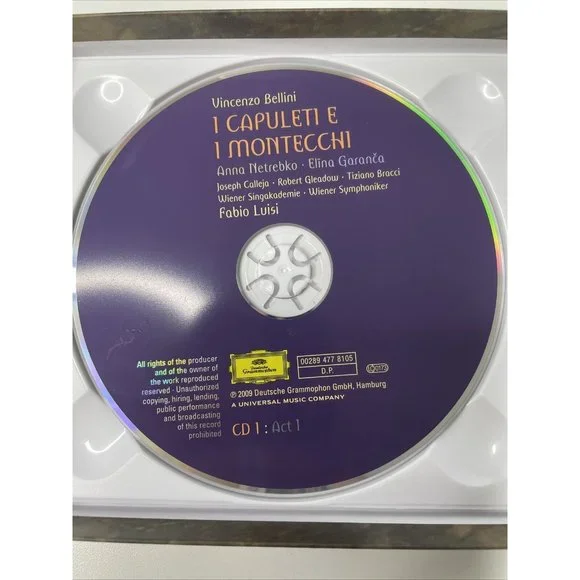 Vincenzo Bellini
I CAPULETI E
I MONTECCHI
Anna Netrebko · Elīna Garanča
Joseph Calleja · Robert Gleadow · Tiziano Bracci
Wiener Singakademie · Wiener Symphoniker
Fabio Luisi
All rights of the producer
and of the owner of
the work reproduced
reserved · Unauthorized
copying, hiring, lending,
public performance
and broadcasting
of this record
prohibited
Deutsche
Grammophon
00289 477 8105
D.P.
LC 0173
℗ 2009 Deutsche Grammophon GmbH, Hamburg
A UNIVERSAL MUSIC COMPANY
CD 1 : Act 1